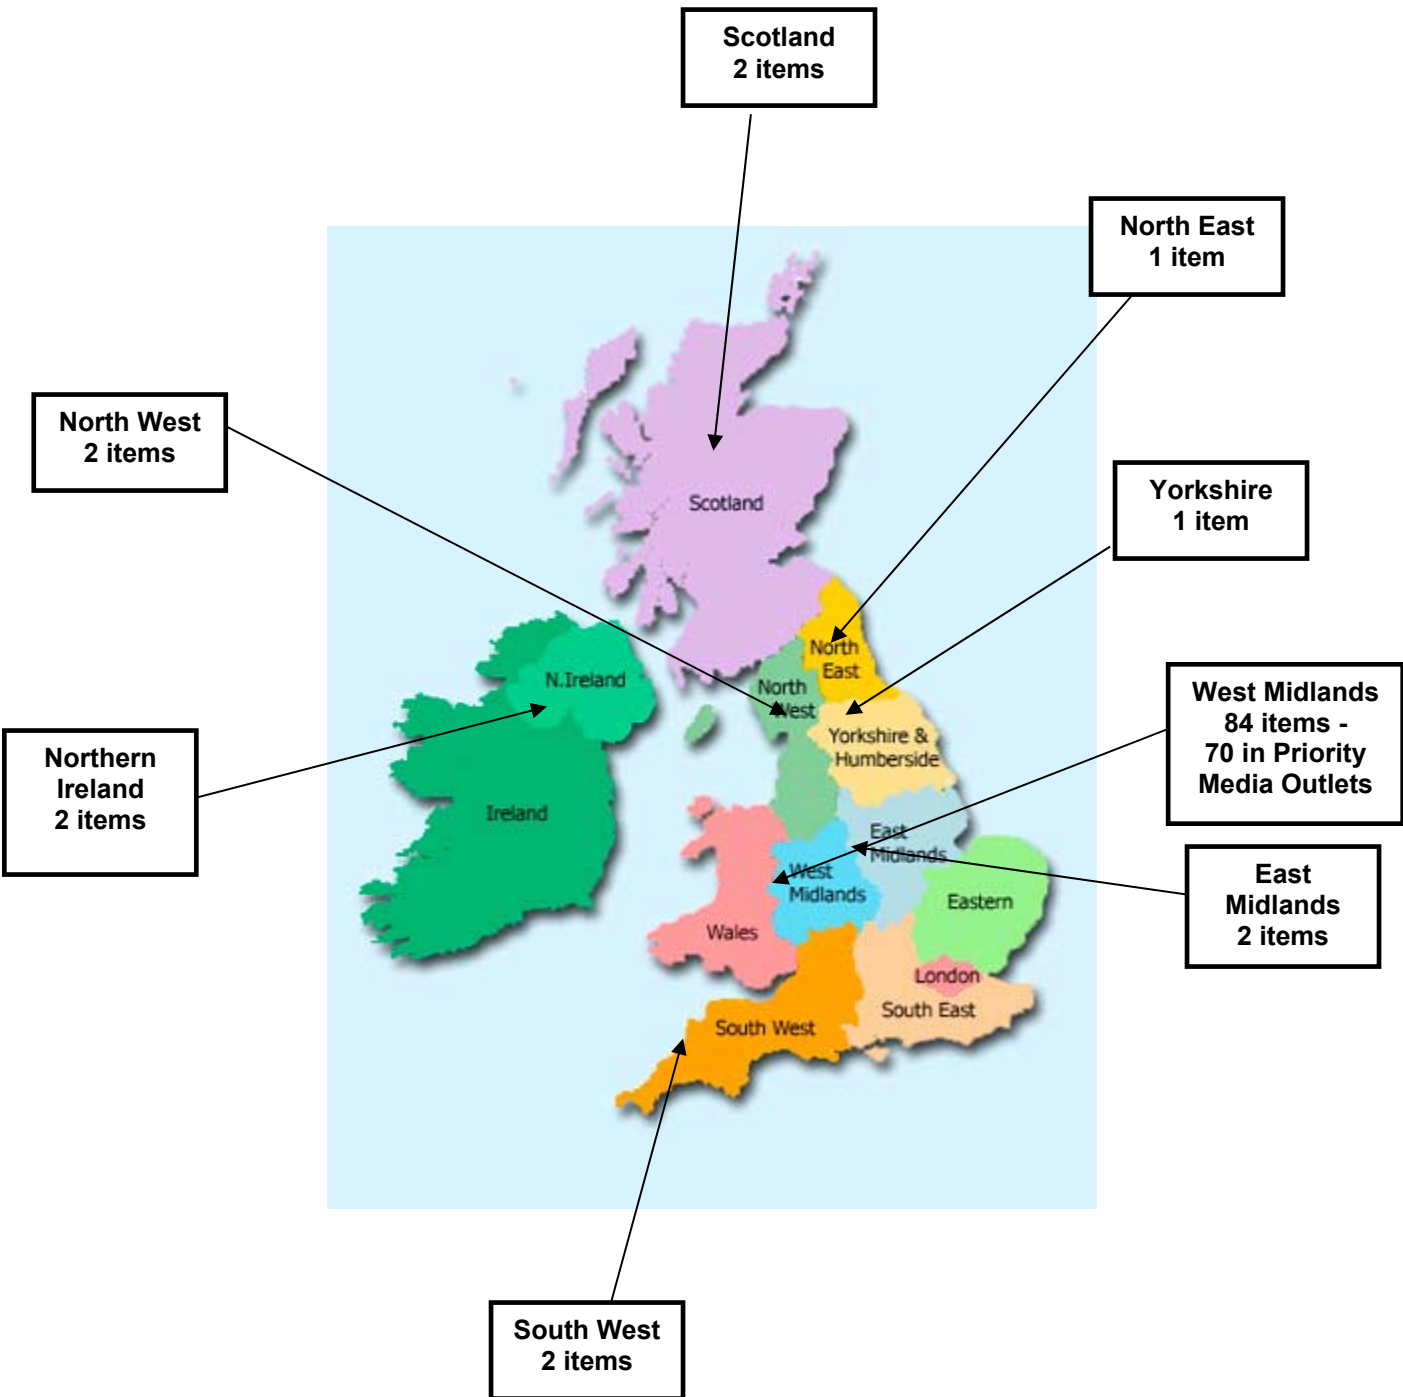 Scotland
2 items
North East
1 item
North West
2 items
Yorkshire
1 item
Scotland
North
East
N.Ireland
North
West
West Midlands
84 items -
70 in Priority
Media Outlets
Yorkshire &
Humberside
Northern
Ireland
2 items
Ireland
East
Midlands
West
Midlands
East
Midlands
2 items
Eastern
Wales
London
South East
South West
South West
2 items